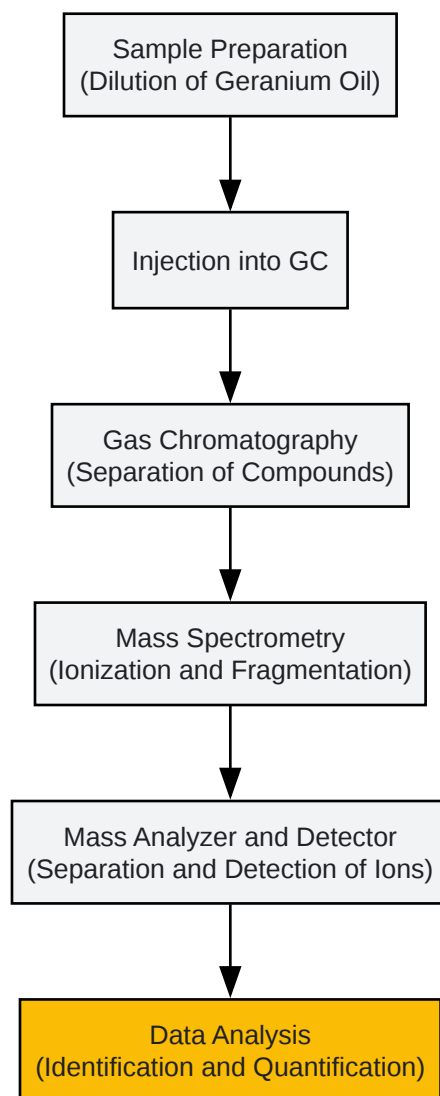 Sample Preparation
(Dilution of Geranium Oil)
Injection into GC
Gas Chromatography
(Separation of Compounds)
Mass Spectrometry
(Ionization and Fragmentation)
Mass Analyzer and Detector
(Separation and Detection of Ions)
Data Analysis
(Identification and Quantification)